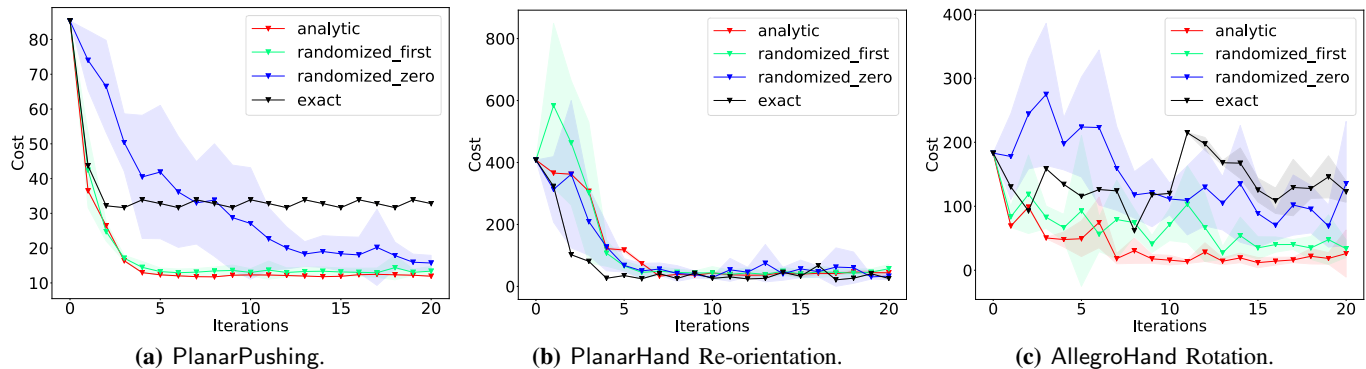 analytic
randomized_first
randomized_zero
exact
Cost
80
70
60
50
40
30
20
10
0 5 10 15 20
Iterations
(a) PlanarPushing.
analytic
randomized_first
randomized_zero
exact
Cost
800
600
400
200
0
0 5 10 15 20
Iterations
(b) PlanarHand Re-orientation.
analytic
randomized_first
randomized_zero
exact
Cost
400
300
200
100
0
0 5 10 15 20
Iterations
(c) AllegroHand Rotation.